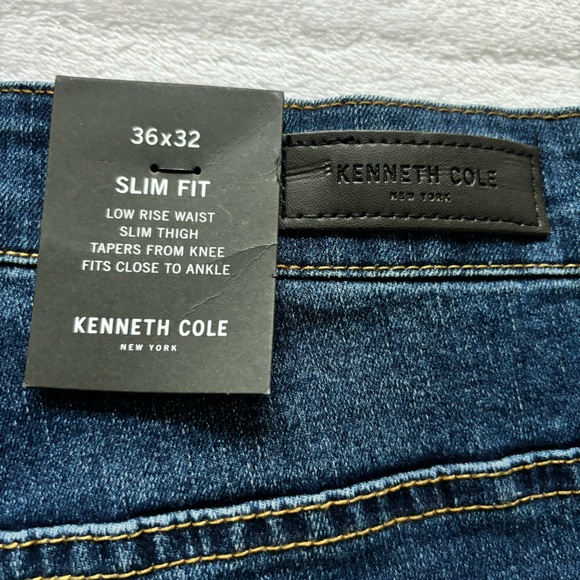 36x32
SLIM FIT
LOW RISE WAIST
SLIM THIGH
TAPERS FROM KNEE
FITS CLOSE TO ANKLE
KENNETH COLE
NEW YORK
KENNETH COLE
NEW YORK